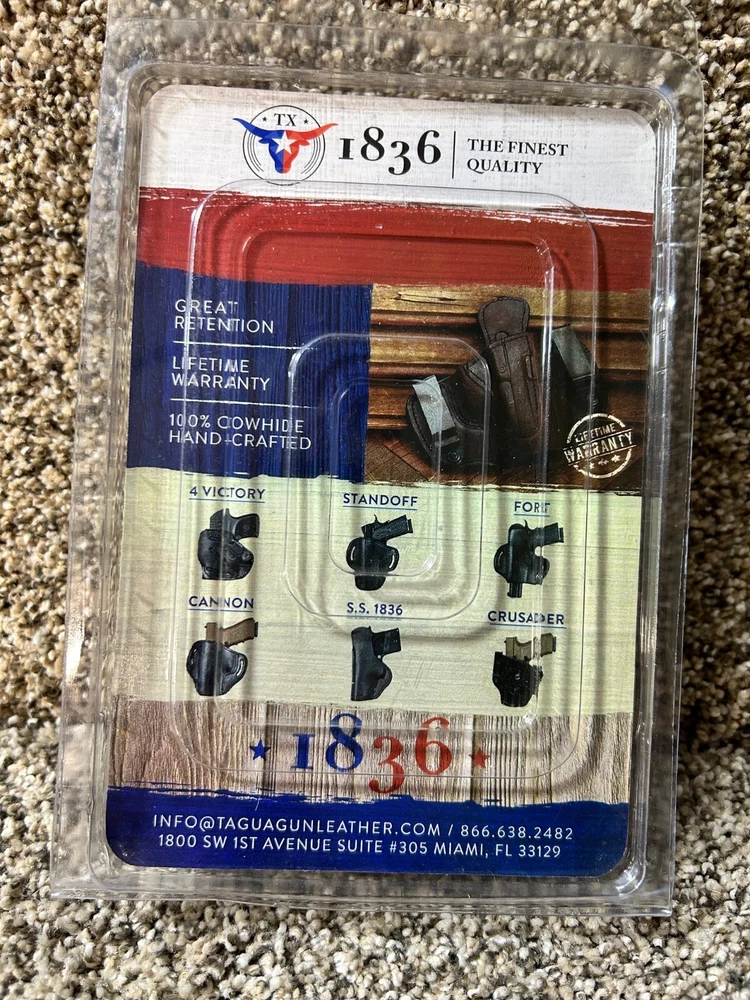 TX
1836
THE FINEST
QUALITY
GREAT
RETENTION
LIFETIME
WARRANTY
100% COWHIDE
HAND-CRAFTED
LIFETIME
WARRANTY
4 VICTORY
STANDOFF
FORT
CANNON
S.S. 1836
CRUSADER
1836
INFO@TAGUAGUNLEATHER.COM / 866.638.2482
1800 SW 1ST AVENUE SUITE #305 MIAMI, FL 33129